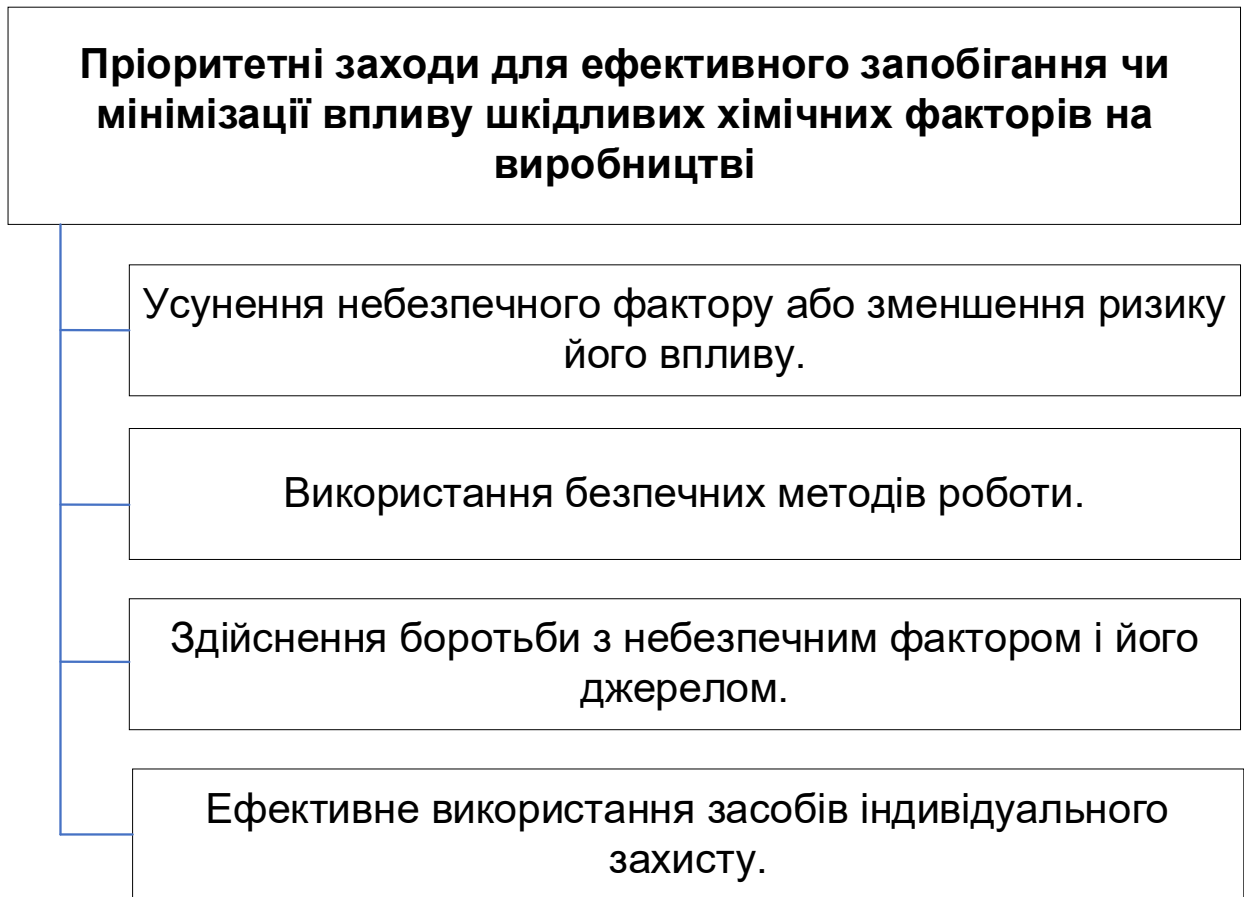 Пріоритетні заходи для ефективного запобігання чи
мінімізації впливу шкідливих хімічних факторів на
виробництві
Усунення небезпечного фактору або зменшення ризику
його впливу.
Використання безпечних методів роботи.
Здійснення боротьби з небезпечним фактором і його
джерелом.
Ефективне використання засобів індивідуального
захисту.